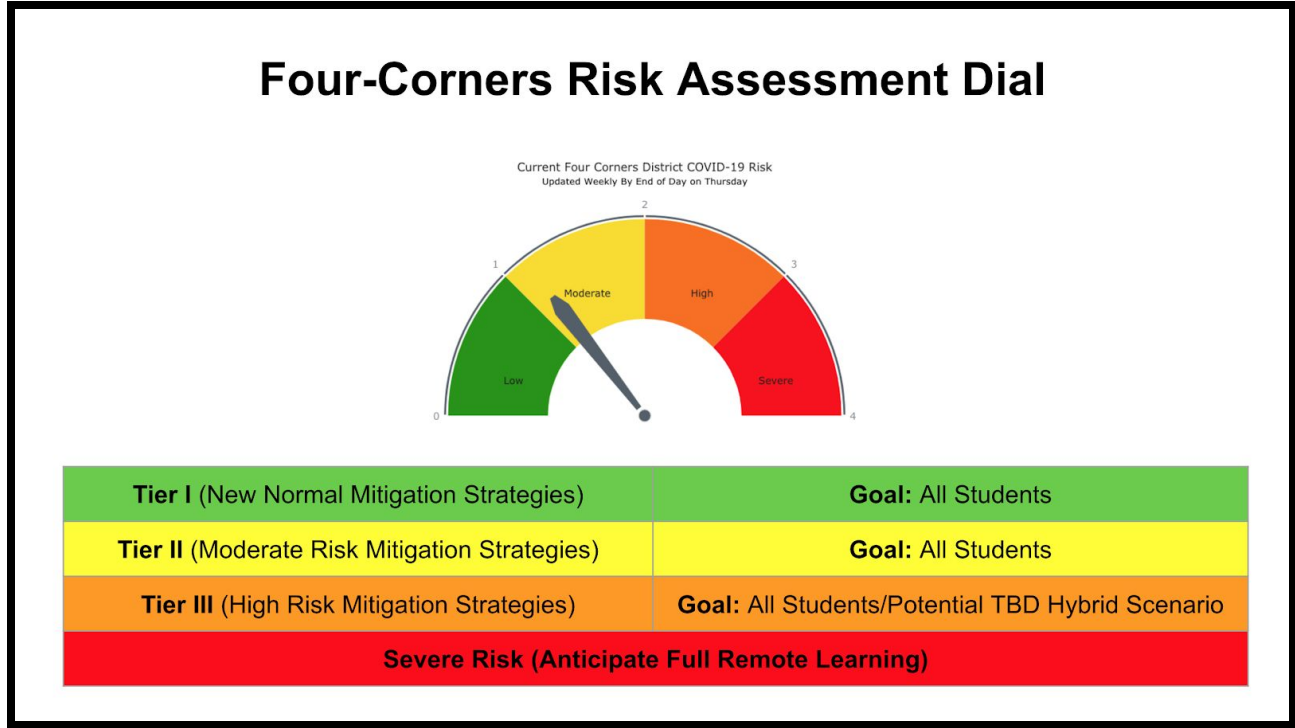 Four-Corners Risk Assessment Dial
Current Four Corners District COVID-19 Risk
Updated Weekly By End of Day on Thursday
2
1
3
Moderate
High
Low
Severe
0
4
Tier I (New Normal Mitigation Strategies)
Goal: All Students
Tier II (Moderate Risk Mitigation Strategies)
Goal: All Students
Tier III (High Risk Mitigation Strategies)
Goal: All Students/Potential TBD Hybrid Scenario
Severe Risk (Anticipate Full Remote Learning)